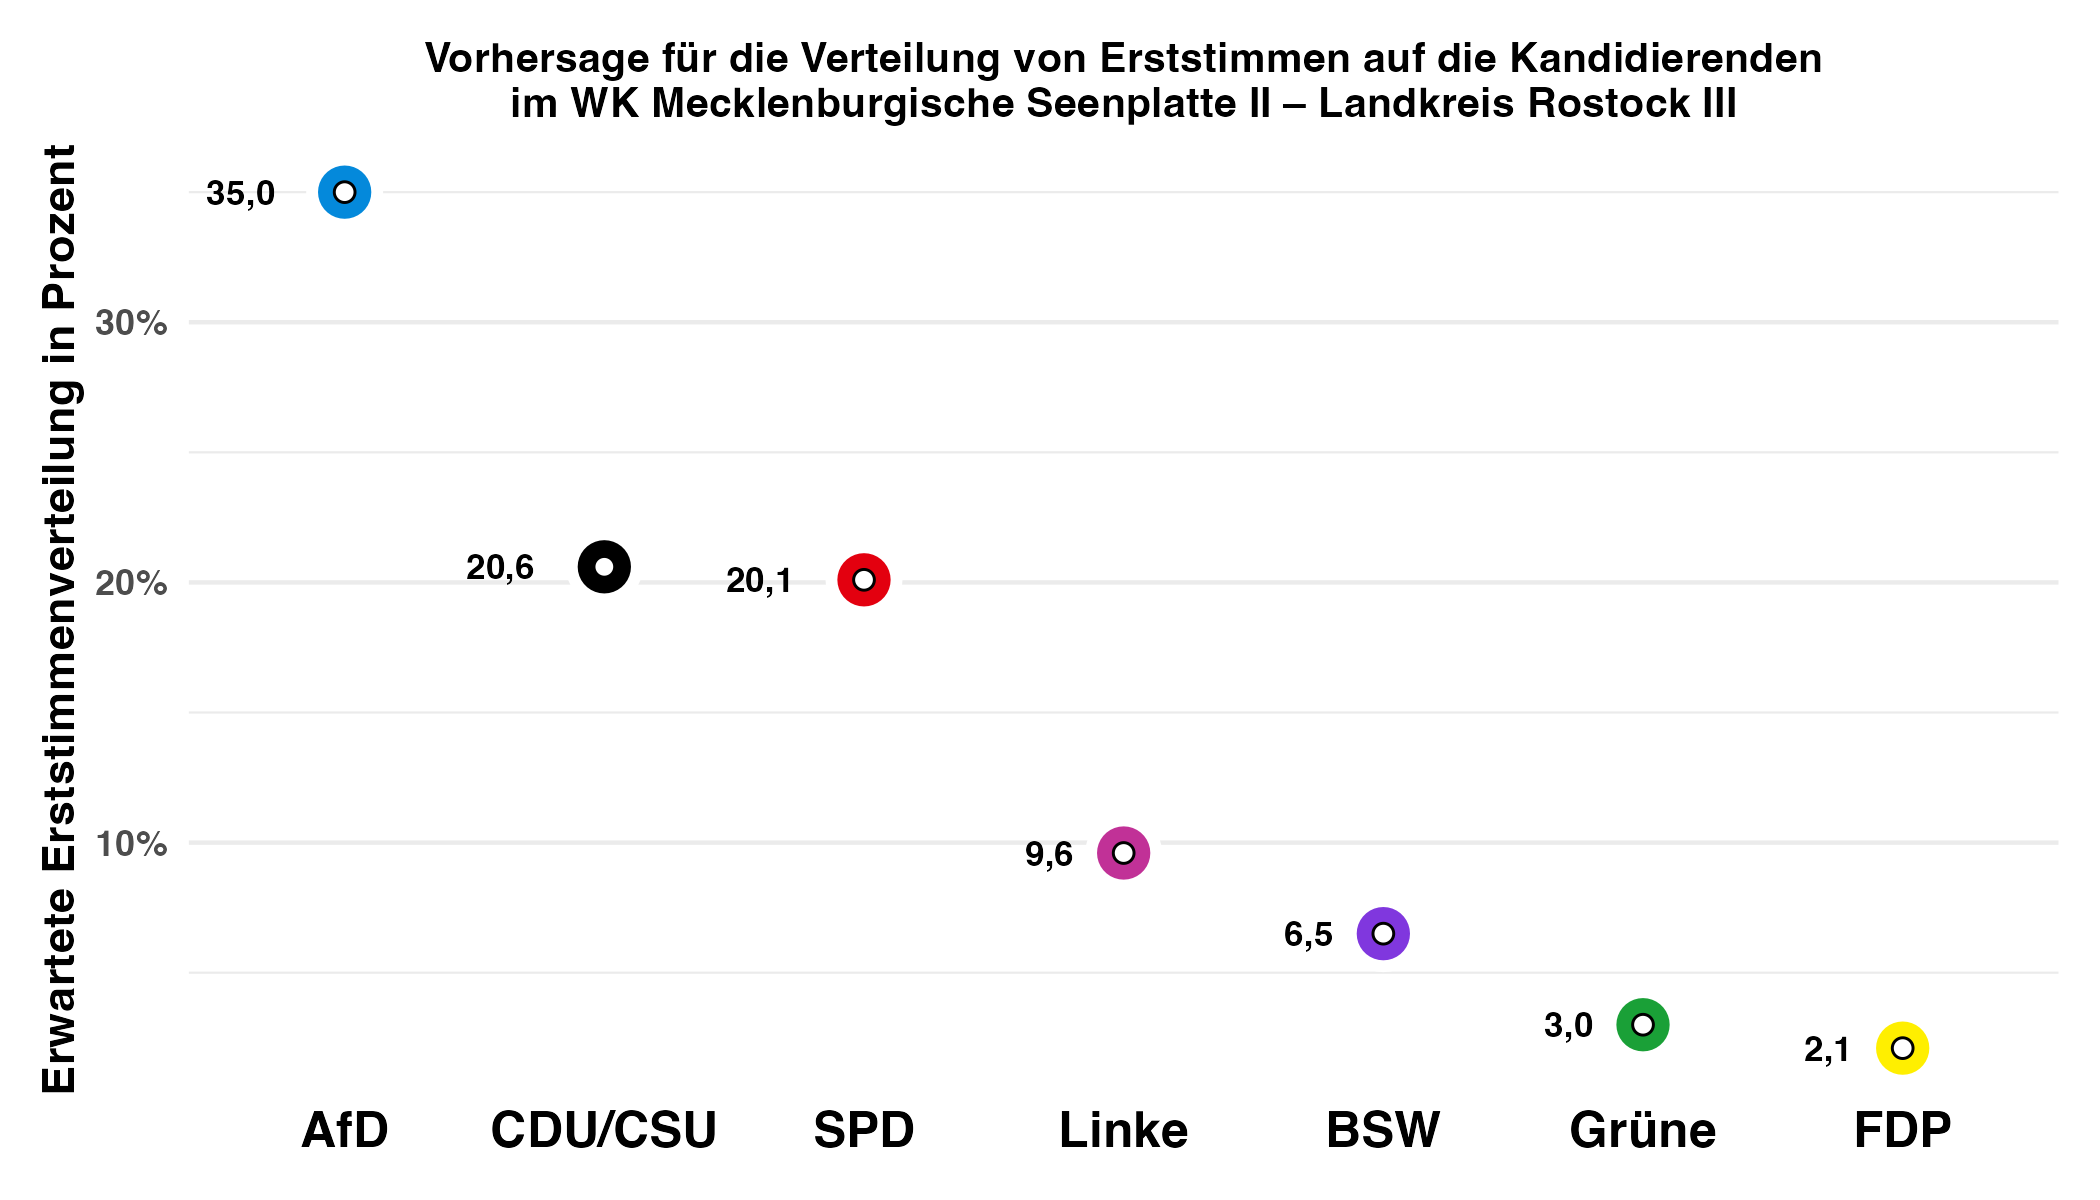 Vorhersage für die Verteilung von Erststimmen auf die Kandidierenden
im WK Mecklenburgische Seenplatte II – Landkreis Rostock III
Erwartete Erststimmenverteilung in Prozent
35,0
30%
20,6
20,1
20%
10%
9,6
6,5
3,0
2,1
AfD
CDU/CSU
SPD
Linke
BSW
Grüne
FDP